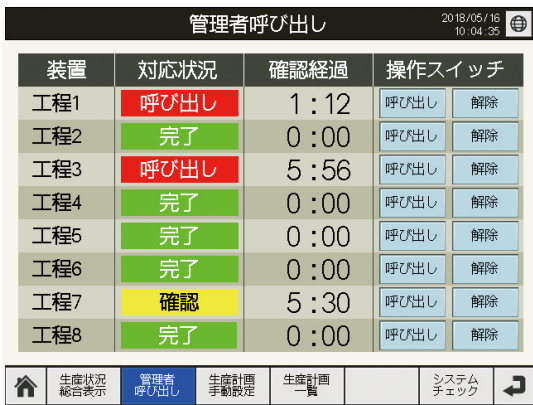 管理者呼び出し
2018/05/16
10:04:35
装置 対応状況 確認経過 操作スイッチ
工程1 呼び出し 1:12 呼び出し 解除
工程2 完了 0:00 呼び出し 解除
工程3 呼び出し 5:56 呼び出し 解除
工程4 完了 0:00 呼び出し 解除
工程5 完了 0:00 呼び出し 解除
工程6 完了 0:00 呼び出し 解除
工程7 確認 5:30 呼び出し 解除
工程8 完了 0:00 呼び出し 解除
生産状況
総合表示
管理者
呼び出し
生産計画
手動設定
生産計画
一覧
システム
チェック